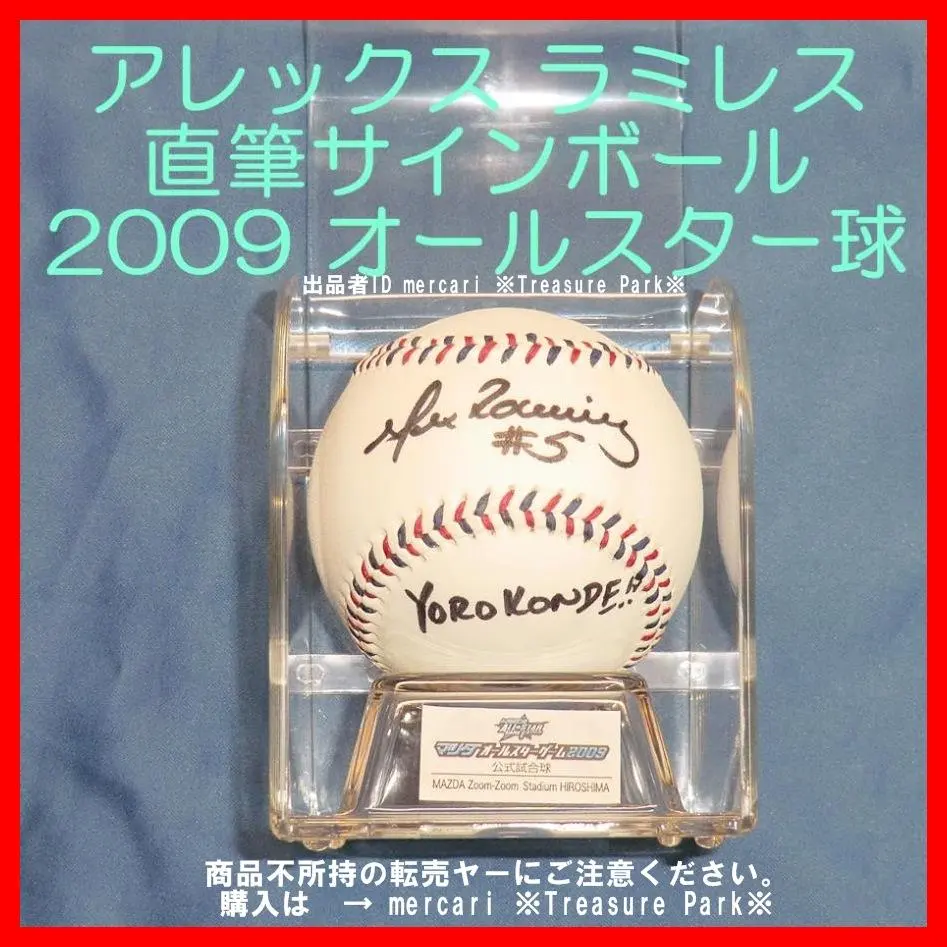 アレックス ラミレス
直筆サインボール
2009 オールスター球
出品者ID mercari ※Treasure Park※
Alex Ramirez
#5
YOROKONDE..!!
ALL★STAR
マツダオールスターゲーム2009
公式試合球
MAZDA Zoom-Zoom Stadium HIROSHIMA
商品不所持の転売ヤーにご注意ください。
購入は → mercari ※Treasure Park※